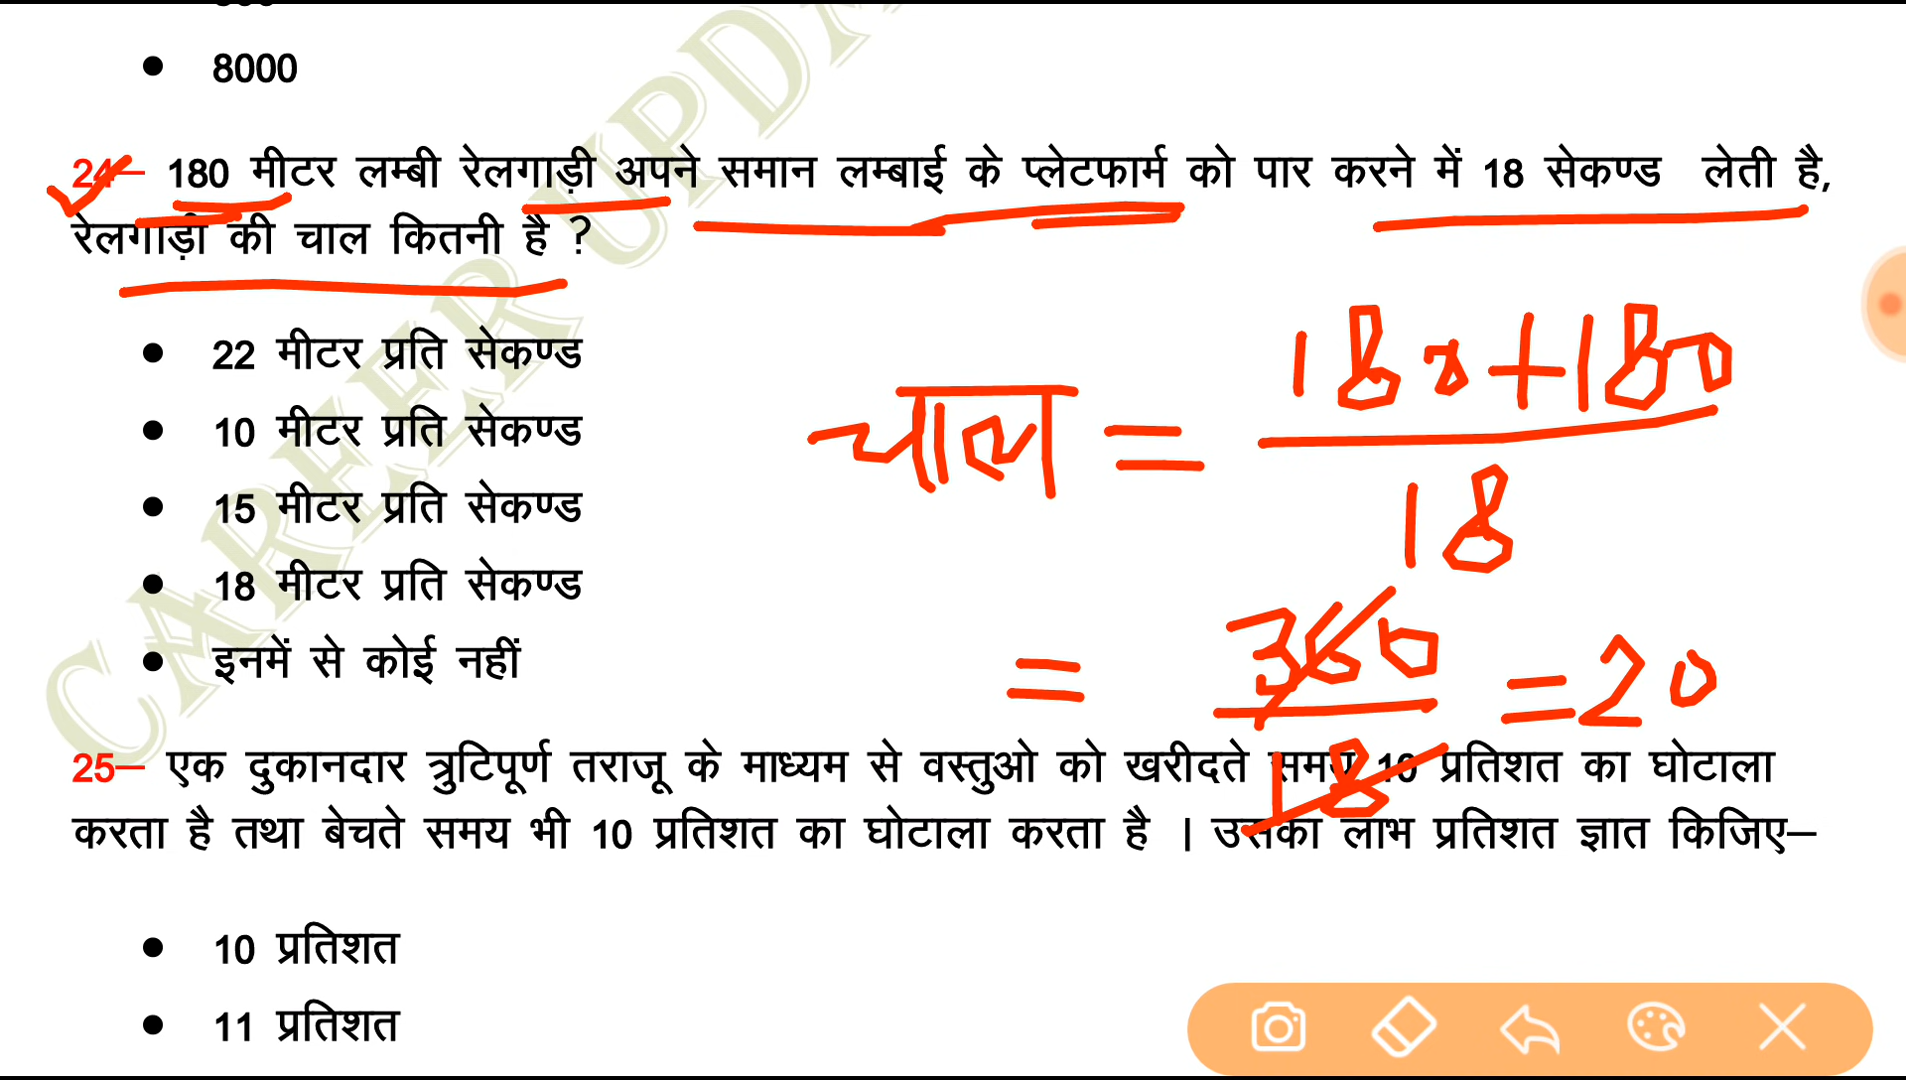 8000
24– 180 मीटर लम्बी रेलगाड़ी अपने समान लम्बाई के प्लेटफार्म को पार करने में 18 सेकण्ड लेती है,
रेलगाड़ी की चाल कितनी है ?
• 22 मीटर प्रति सेकण्ड
• 10 मीटर प्रति सेकण्ड
• 15 मीटर प्रति सेकण्ड
• 18 मीटर प्रति सेकण्ड
• इनमें से कोई नहीं
चाल = 180+180
18
= 360 = 20
18
25– एक दुकानदार त्रुटिपूर्ण तराजू के माध्यम से वस्तुओ को खरीदते समय 10 प्रतिशत का घोटाला
करता है तथा बेचते समय भी 10 प्रतिशत का घोटाला करता है । उसका लाभ प्रतिशत ज्ञात किजिए–
• 10 प्रतिशत
• 11 प्रतिशत
CAREER UPDA